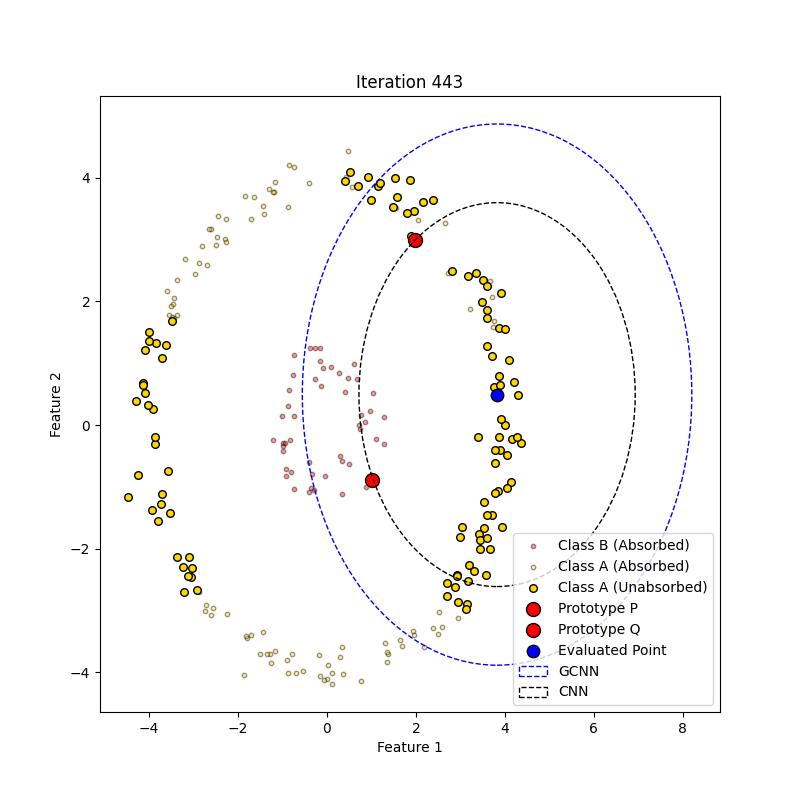 Iteration 443
Feature 2
4
2
0
−2
−4
Class B (Absorbed)
Class A (Absorbed)
Class A (Unabsorbed)
Prototype P
Prototype Q
Evaluated Point
GCNN
CNN
−4 −2 0 2 4 6 8
Feature 1